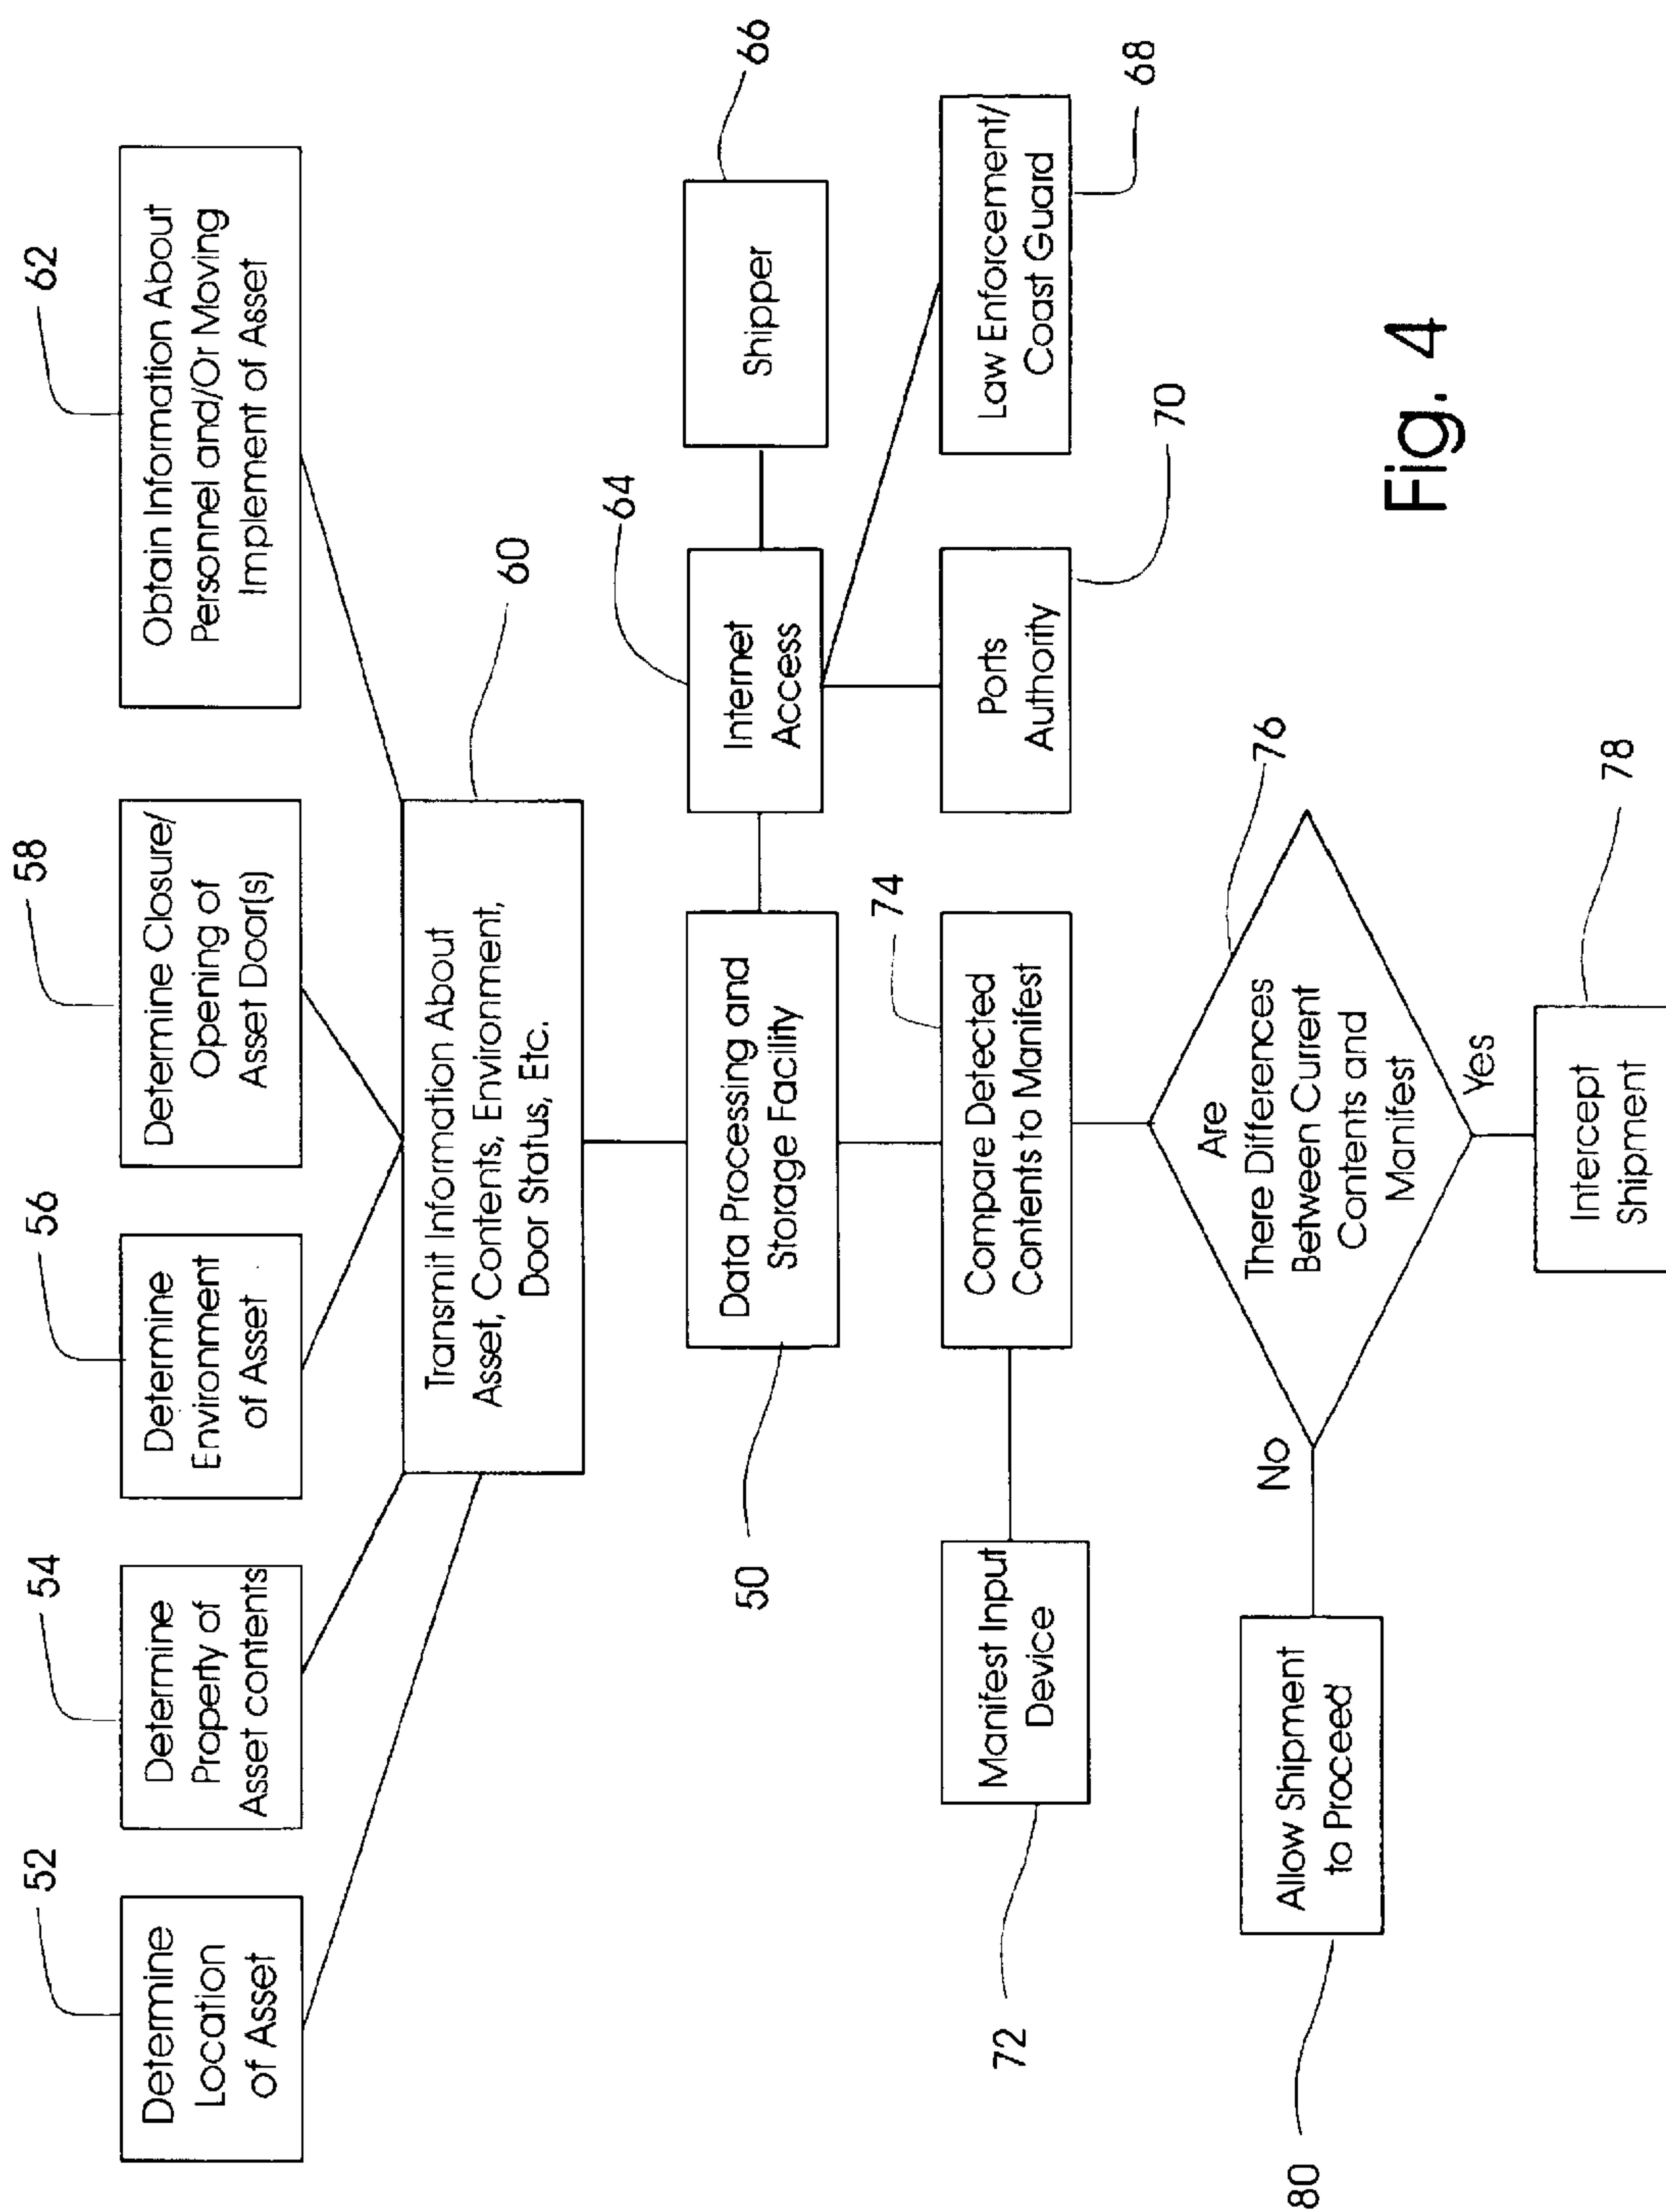 52
Determine
Location
of Asset
54
Determine
Property of
Asset contents
56
Determine
Environment
of Asset
58
Determine Closure/
Opening of
Asset Door(s)
62
Obtain Information About
Personnel and/Or Moving
Implement of Asset
60
Transmit Information About
Asset, Contents, Environment,
Door Status, Etc.
50
Data Processing and
Storage Facility
64
Internet
Access
66
Shipper
72
Manifest Input
Device
74
Compare Detected
Contents to Manifest
70
Ports
Authority
68
Law Enforcement/
Coast Guard
76
Are
There Differences
Between Current
Contents and
Manifest
No
Yes
80
Allow Shipment
to Proceed
78
Intercept
Shipment
Fig. 4